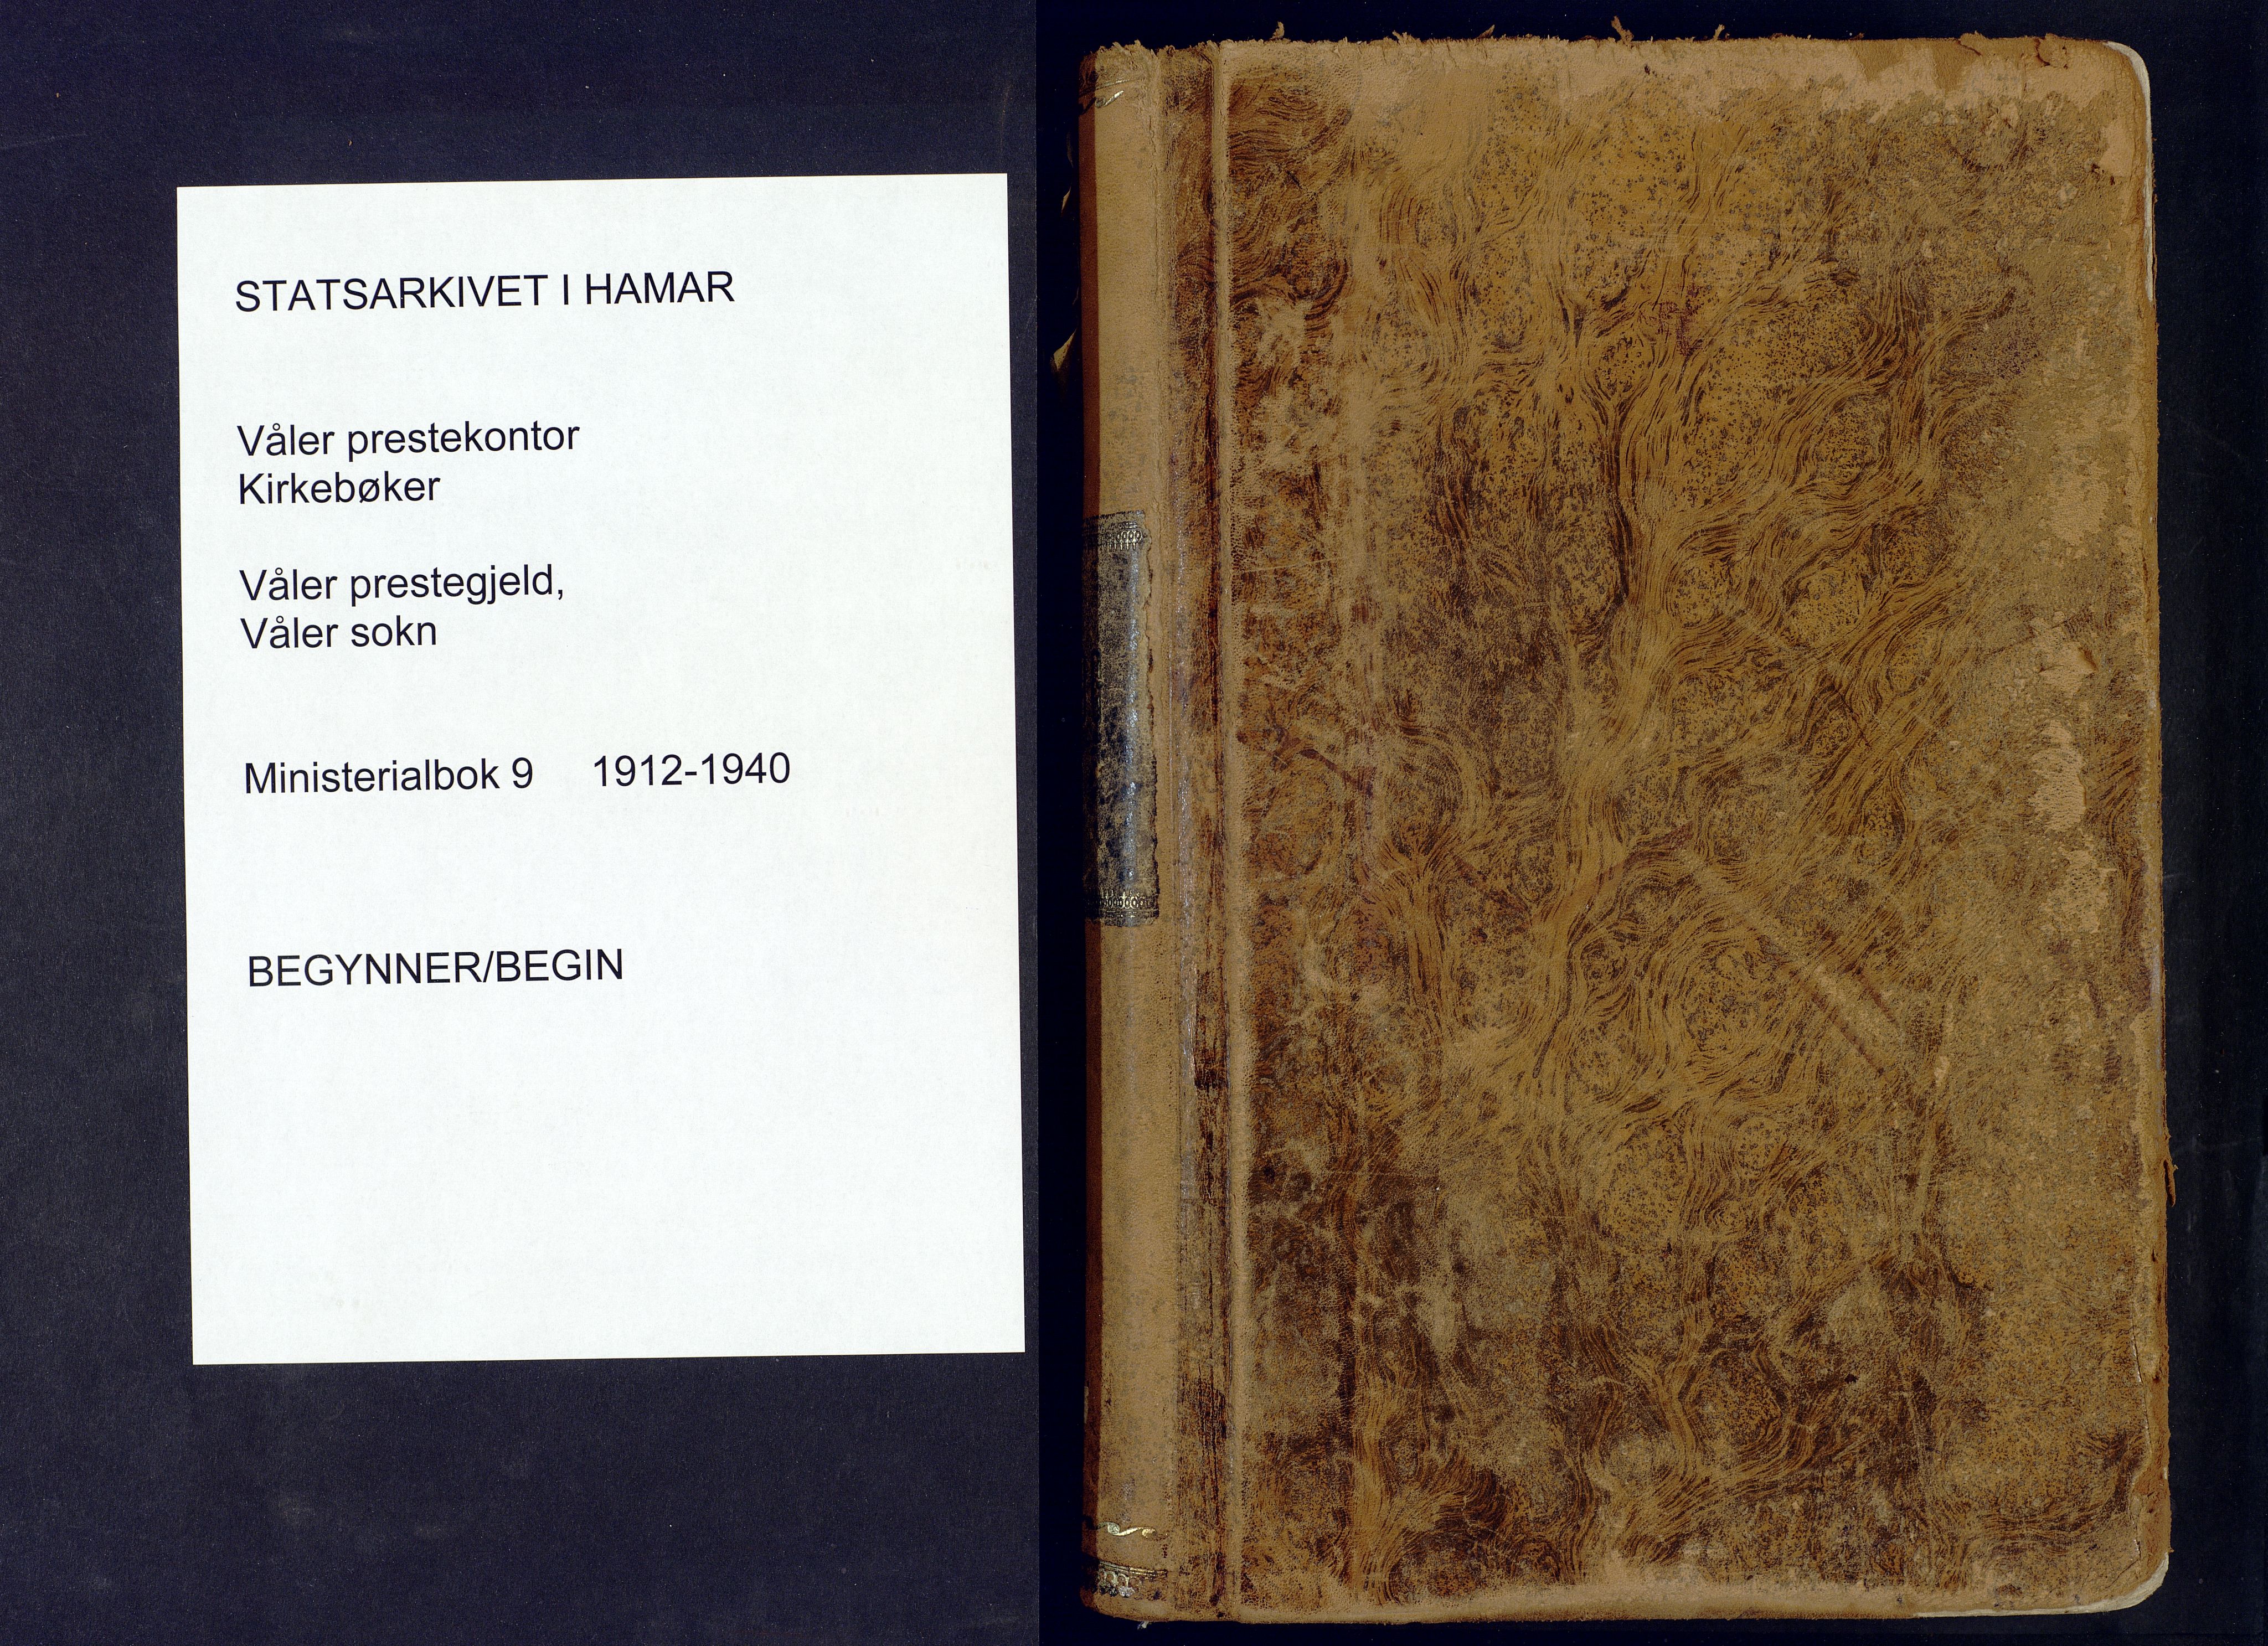 STATSARKIVET I HAMAR
Våler prestekontor
Kirkebøker
Våler prestegjeld,
Våler sokn
Ministerialbok 9 1912-1940
BEGYNNER/BEGIN